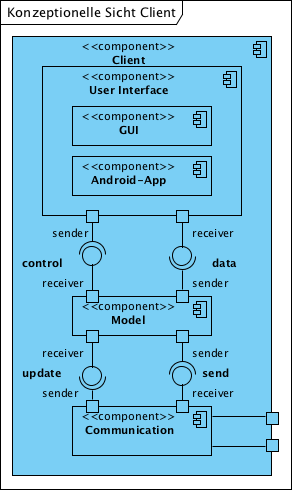 Konzeptionelle Sicht Client
<<component>>
Client
<<component>>
User Interface
<<component>>
GUI
<<component>>
Android-App
sender receiver
control data
receiver sender
<<component>>
Model
receiver sender
update send
sender receiver
<<component>>
Communication